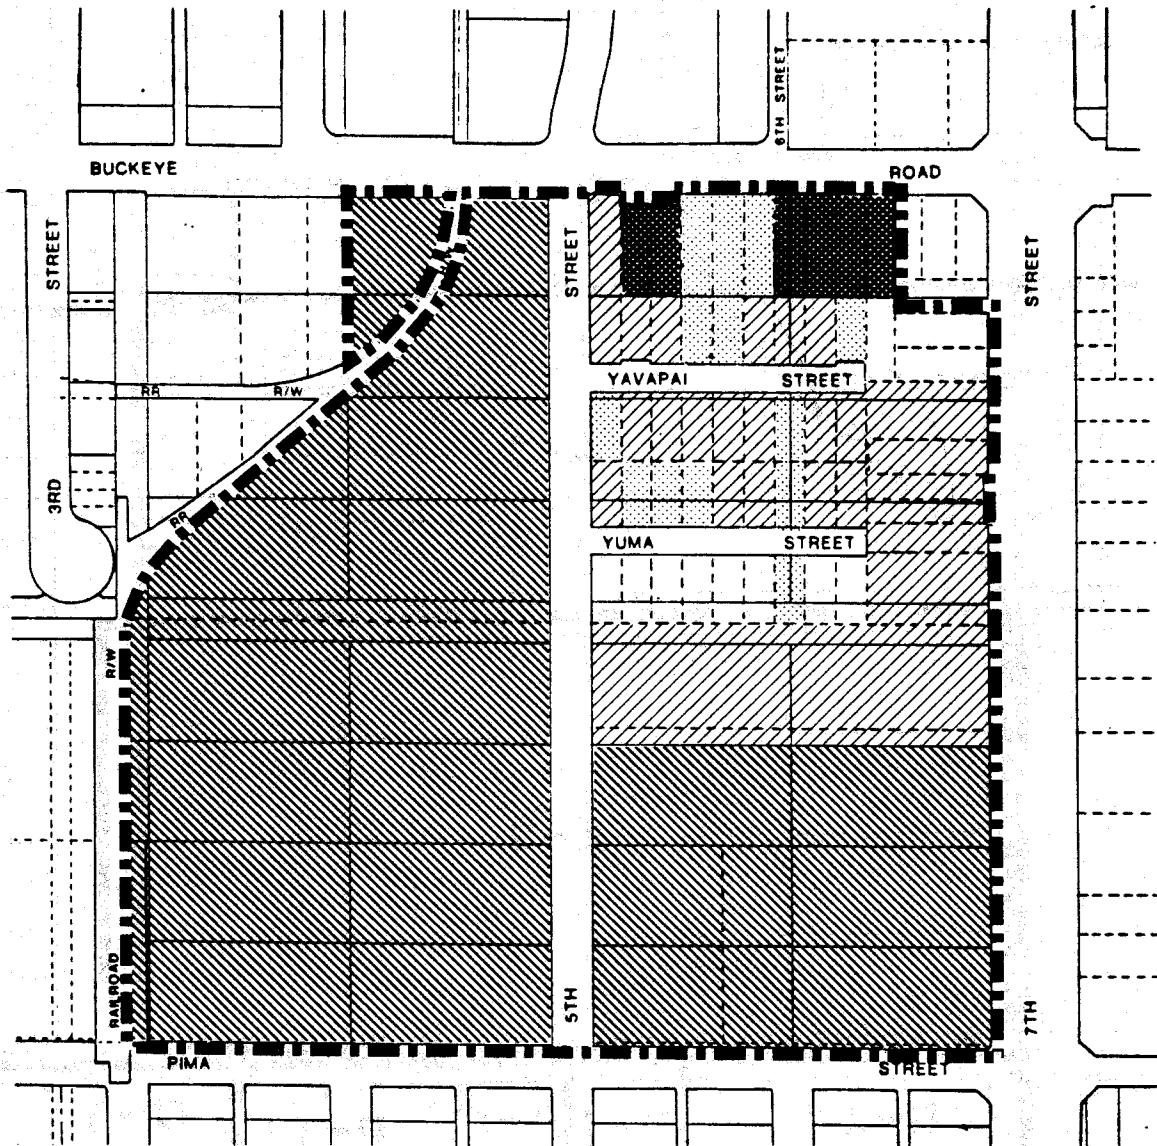 6TH STREET
BUCKEYE ROAD
STREET
STREET
STREET
YAVAPAI STREET
RR R/W
3RD
RR
YUMA STREET
R/W
RAILROAD
5TH
7TH
PIMA STREET